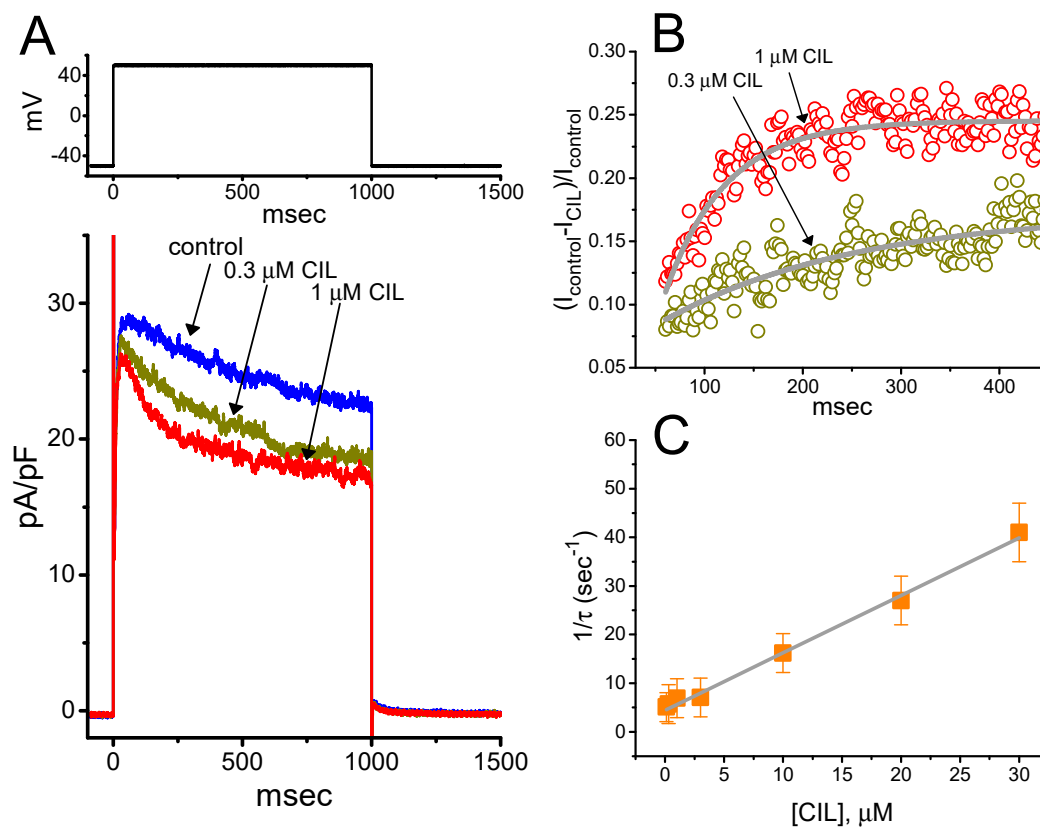 A
mV
40
0
-40
0
500
1000
1500
msec
control
0.3 μM CIL
1 μM CIL
pA/pF
30
20
10
0
0
500
1000
1500
msec
B
1 μM CIL
0.3 μM CIL
(I_control-I_CIL)/I_control
0.30
0.25
0.20
0.15
0.10
0.05
100
200
300
400
msec
C
1/τ (sec⁻¹)
60
50
40
30
20
10
0
0
5
10
15
20
25
30
[CIL], μM